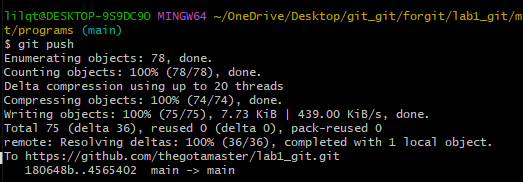 lilqt@DESKTOP-9S9DC9O MINGW64 ~/OneDrive/Desktop/git_git/forgit/lab1_git/m
t/programs (main)
$ git push
Enumerating objects: 78, done.
Counting objects: 100% (78/78), done.
Delta compression using up to 20 threads
Compressing objects: 100% (74/74), done.
Writing objects: 100% (75/75), 7.73 KiB | 439.00 KiB/s, done.
Total 75 (delta 36), reused 0 (delta 0), pack-reused 0
remote: Resolving deltas: 100% (36/36), completed with 1 local object.
To https://github.com/thegotamaster/lab1_git.git
   180648b..4565402  main -> main